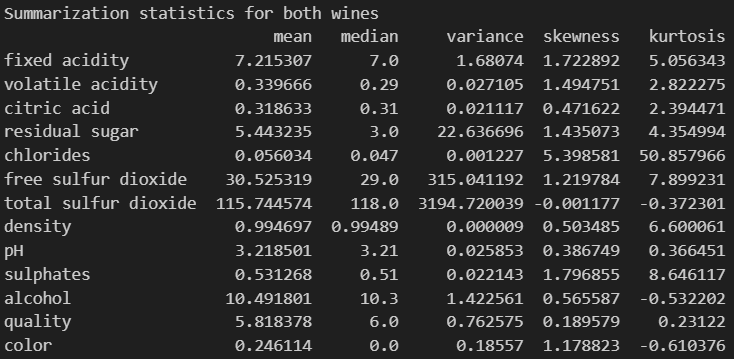 Summarization statistics for both wines
mean median variance skewness kurtosis
fixed acidity 7.215307 7.0 1.68074 1.722892 5.056343
volatile acidity 0.339666 0.29 0.027105 1.494751 2.822275
citric acid 0.318633 0.31 0.021117 0.471622 2.394471
residual sugar 5.443235 3.0 22.636696 1.435073 4.354994
chlorides 0.056034 0.047 0.001227 5.398581 50.857966
free sulfur dioxide 30.525319 29.0 315.041192 1.219784 7.899231
total sulfur dioxide 115.744574 118.0 3194.720039 -0.001177 -0.372301
density 0.994697 0.99489 0.000009 0.503485 6.600061
pH 3.218501 3.21 0.025853 0.386749 0.366451
sulphates 0.531268 0.51 0.022143 1.796855 8.646117
alcohol 10.491801 10.3 1.422561 0.565587 -0.532202
quality 5.818378 6.0 0.762575 0.189579 0.23122
color 0.246114 0.0 0.18557 1.178823 -0.610376